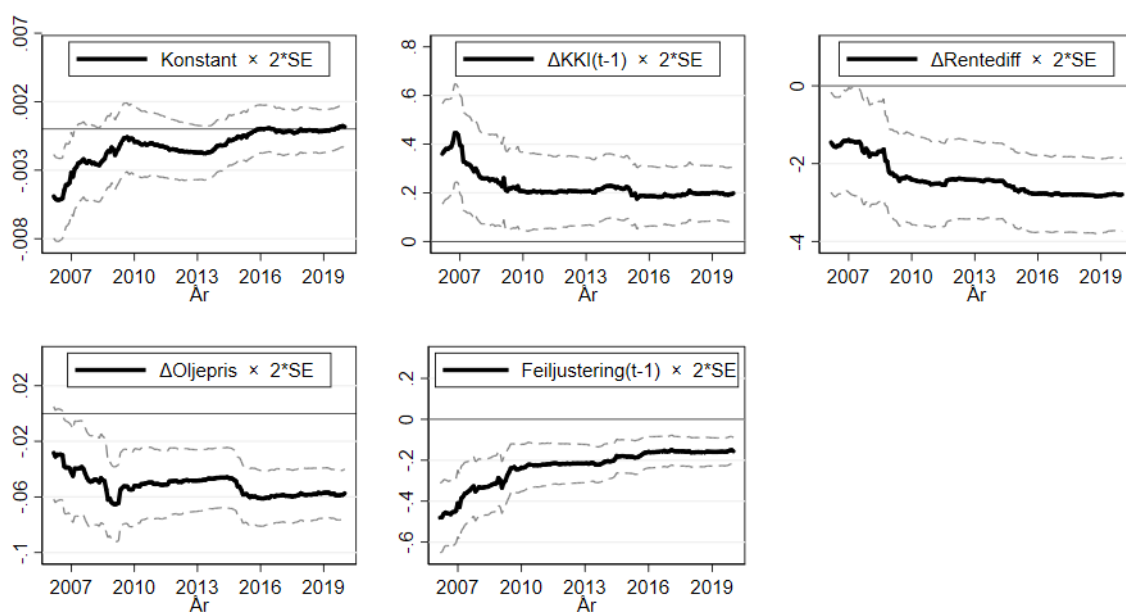 Konstant × 2*SE
.007
.002
-.003
-.008
2007 2010 2013 2016 2019
År
ΔKKI(t-1) × 2*SE
.8
.6
.4
.2
0
2007 2010 2013 2016 2019
År
ΔRentediff × 2*SE
0
-2
-4
2007 2010 2013 2016 2019
År
ΔOljepris × 2*SE
.02
-.02
-.06
-.1
2007 2010 2013 2016 2019
År
Feiljustering(t-1) × 2*SE
.2
0
-.2
-.4
-.6
2007 2010 2013 2016 2019
År